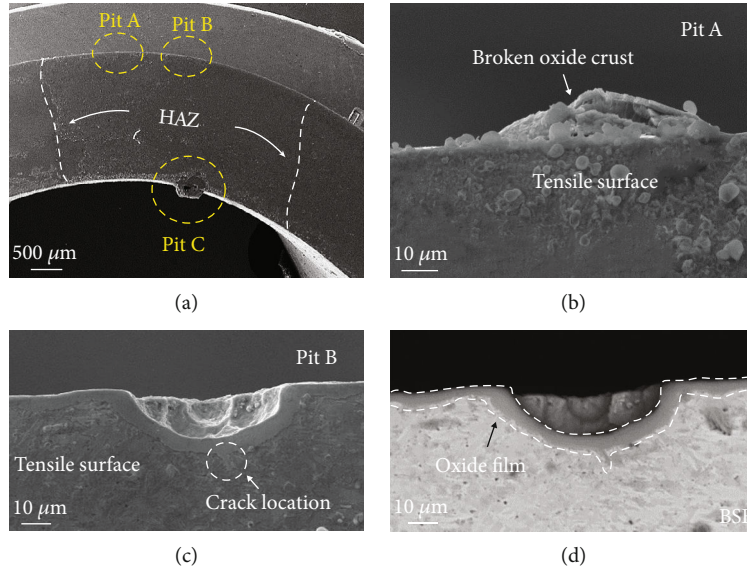 Pit A
Pit B
HAZ
Pit C
500 μm
(a)
Pit A
Broken oxide crust
Tensile surface
10 μm
(b)
Pit B
Tensile surface
Crack location
10 μm
(c)
Oxide film
10 μm
BSE
(d)